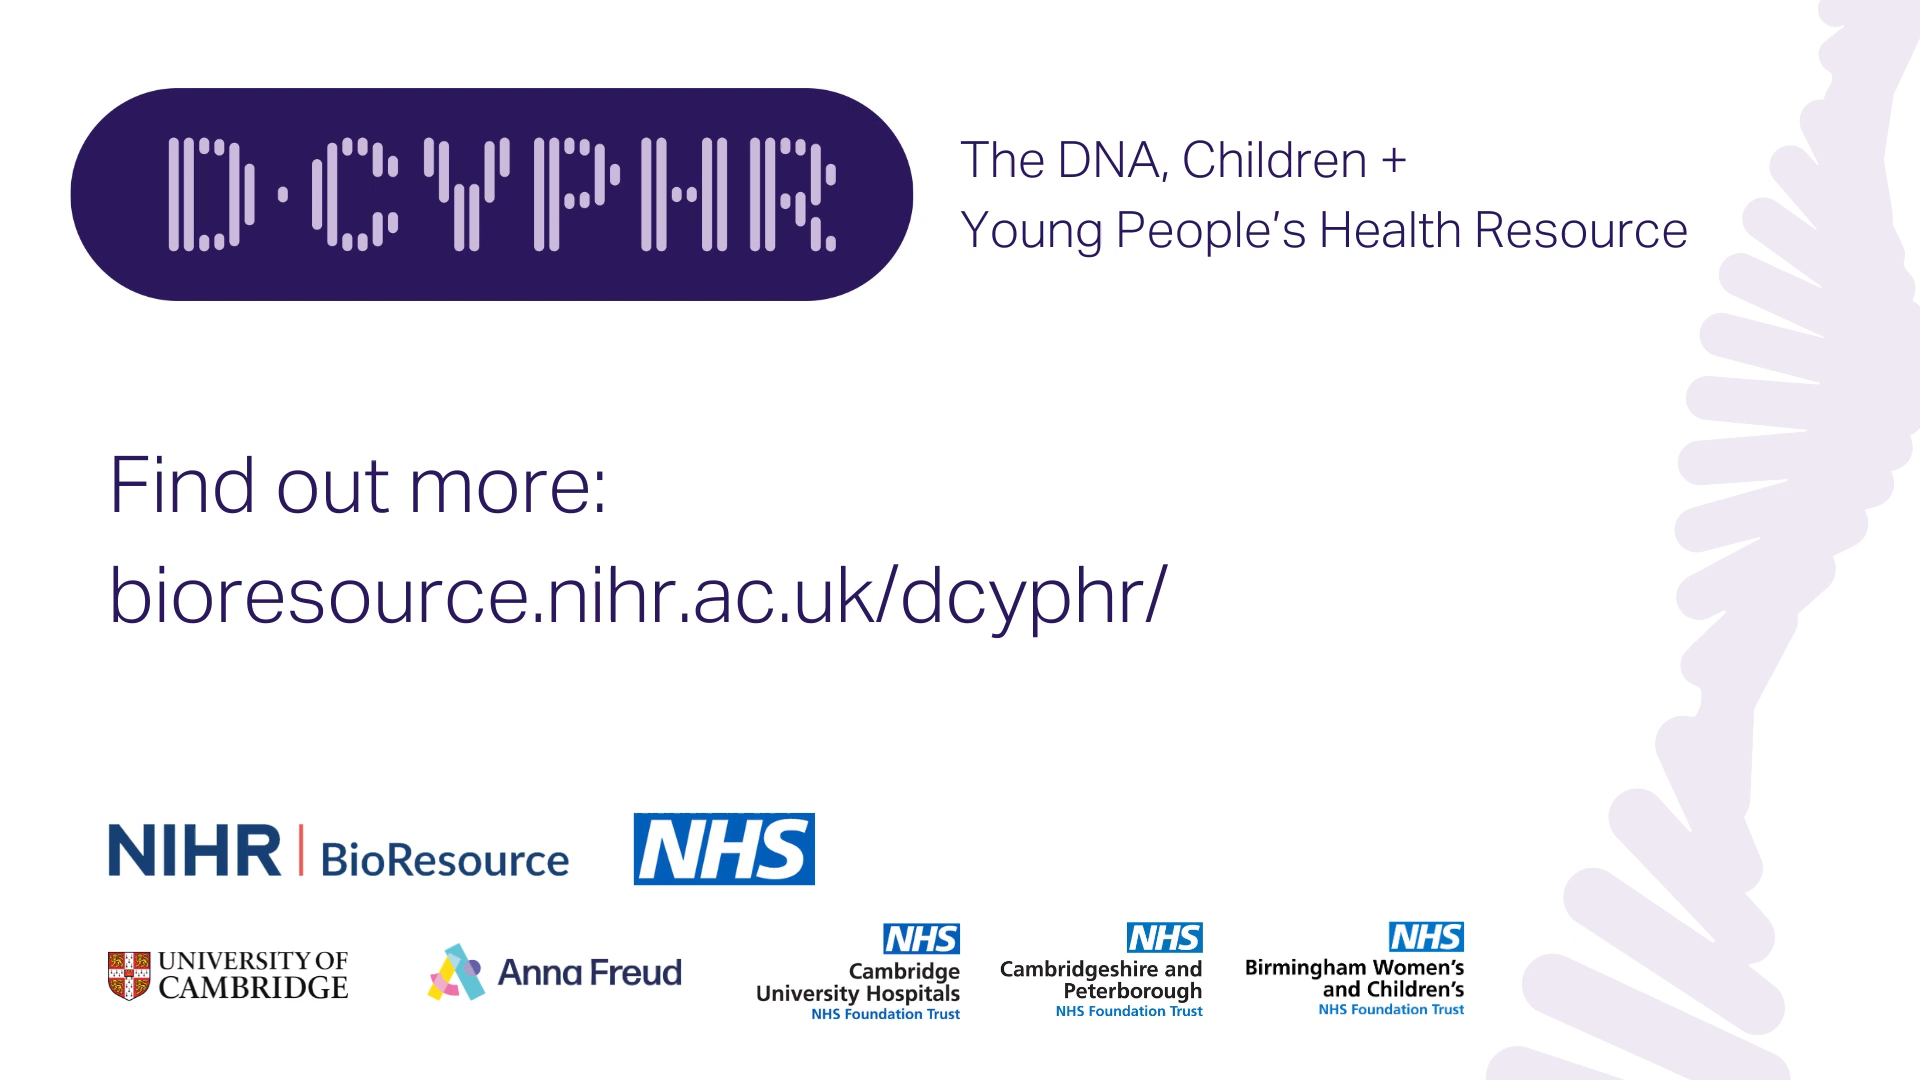 D·CYPHR
The DNA, Children +
Young People’s Health Resource
Find out more:
bioresource.nihr.ac.uk/dcyphr/
NIHR | BioResource
NHS
UNIVERSITY OF
CAMBRIDGE
Anna Freud
NHS
Cambridge
University Hospitals
NHS Foundation Trust
NHS
Cambridgeshire and
Peterborough
NHS Foundation Trust
NHS
Birmingham Women’s
and Children’s
NHS Foundation Trust